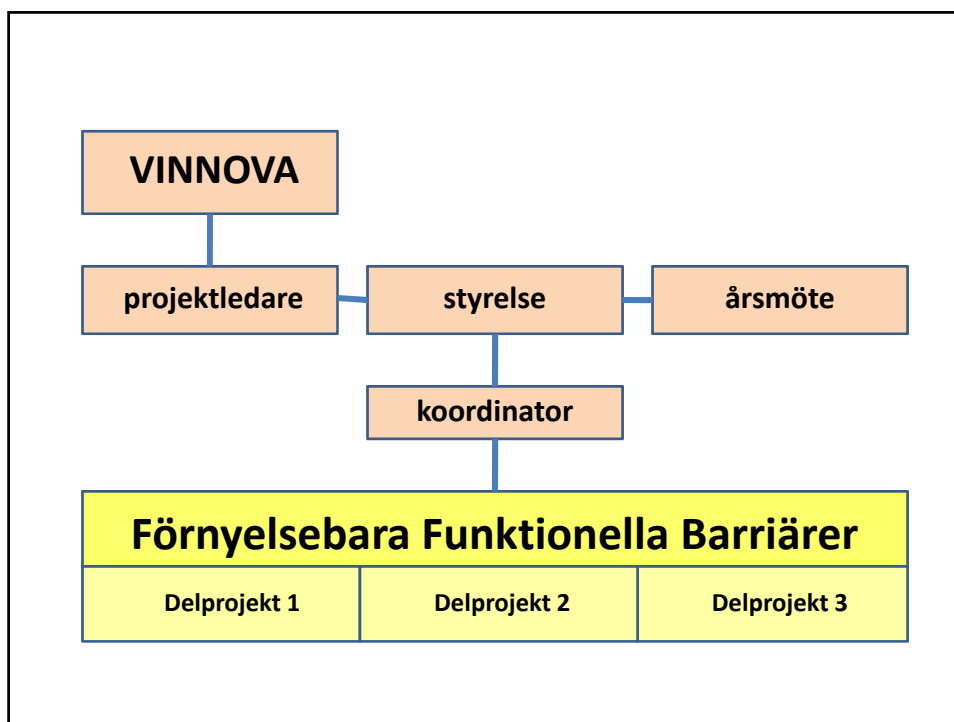 VINNOVA
projektledare
styrelse
årsmöte
koordinator
Förnyelsebara Funktionella Barriärer
Delprojekt 1
Delprojekt 2
Delprojekt 3